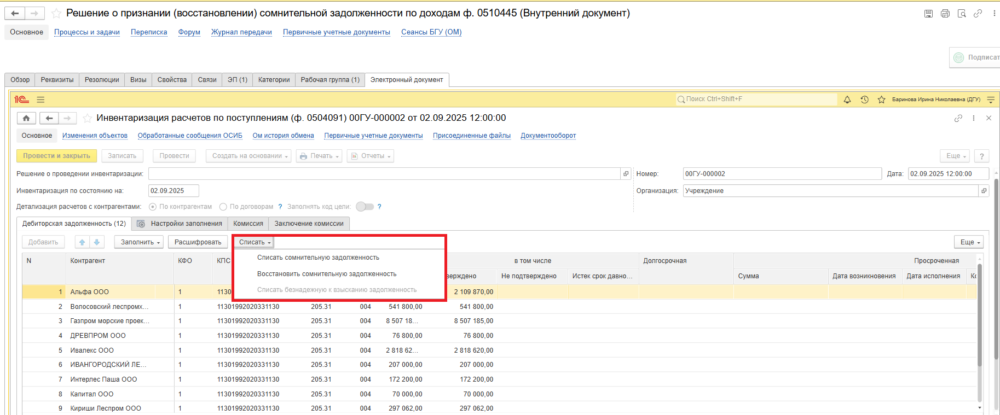 Решение о признании (восстановлении) сомнительной задолженности по доходам ф. 0510445 (Внутренний документ)
Основное Процессы и задачи Переписка Форум Журнал передачи Первичные учетные документы Сеансы БГУ (ОМ)
Подписат
Обзор Реквизиты Резолюции Визы Свойства Связи ЭП (1) Категории Рабочая группа (1) Электронный документ
1С Поиск Ctrl+Shift+F Баринова Ирина Николаевна (ДГУ)
Инвентаризация расчетов по поступлениям (ф. 0504091) 00ГУ-000002 от 02.09.2025 12:00:00
Основное Изменения объектов Обработанные сообщения ОСИБ Ом история обмена Первичные учетные документы Присоединенные файлы Документооборот
Провести и закрыть Записать Провести Создать на основании Печать Отчеты Еще ?
Решение о проведении инвентаризации: Номер: 00ГУ-000002 Дата: 02.09.2025 12:00:00
Инвентаризация по состоянию на: 02.09.2025 Организация: Учреждение
Детализация расчетов с контрагентами: По контрагентам По договорам ? Заполнять код цели: ?
Дебиторская задолженность (12) Настройки заполнения Комиссия Заключение комиссии
Добавить Заполнить Расшифровать Списать Еще
Списать сомнительную задолженность
Восстановить сомнительную задолженность
Списать безнадежную к взысканию задолженность
N Контрагент КФО КПС в том числе Долгосрочная Просроченная
верждено Не подтверждено Истек срок давно... Сумма Дата возникновения Дата исполнения Кс
1 Альфа ООО 1 1130 2 109 870,00
2 Волосовский леспромх... 1 11301992020331130 205.31 004 541 800,00 541 800,00
3 Газпром морские проек... 1 11301992020331130 205.31 004 8 507 18... 8 507 185,00
4 ДРЕВПРОМ ООО 1 11301992020331130 205.31 004 76 800,00 76 800,00
5 Ивалекс ООО 1 11301992020331130 205.31 004 2 818 62... 2 818 620,00
6 ИВАНГОРОДСКИЙ ЛЕ... 1 11301992020331130 205.31 004 207 000,00 207 000,00
7 Интерлес Паша ООО 1 11301992020331130 205.31 004 172 200,00 172 200,00
8 Капитал ООО 1 11301992020331130 205.31 004 70 000,00 70 000,00
9 Кириши Леспром ООО 1 11301992020331130 205.31 004 297 062,00 297 062,00